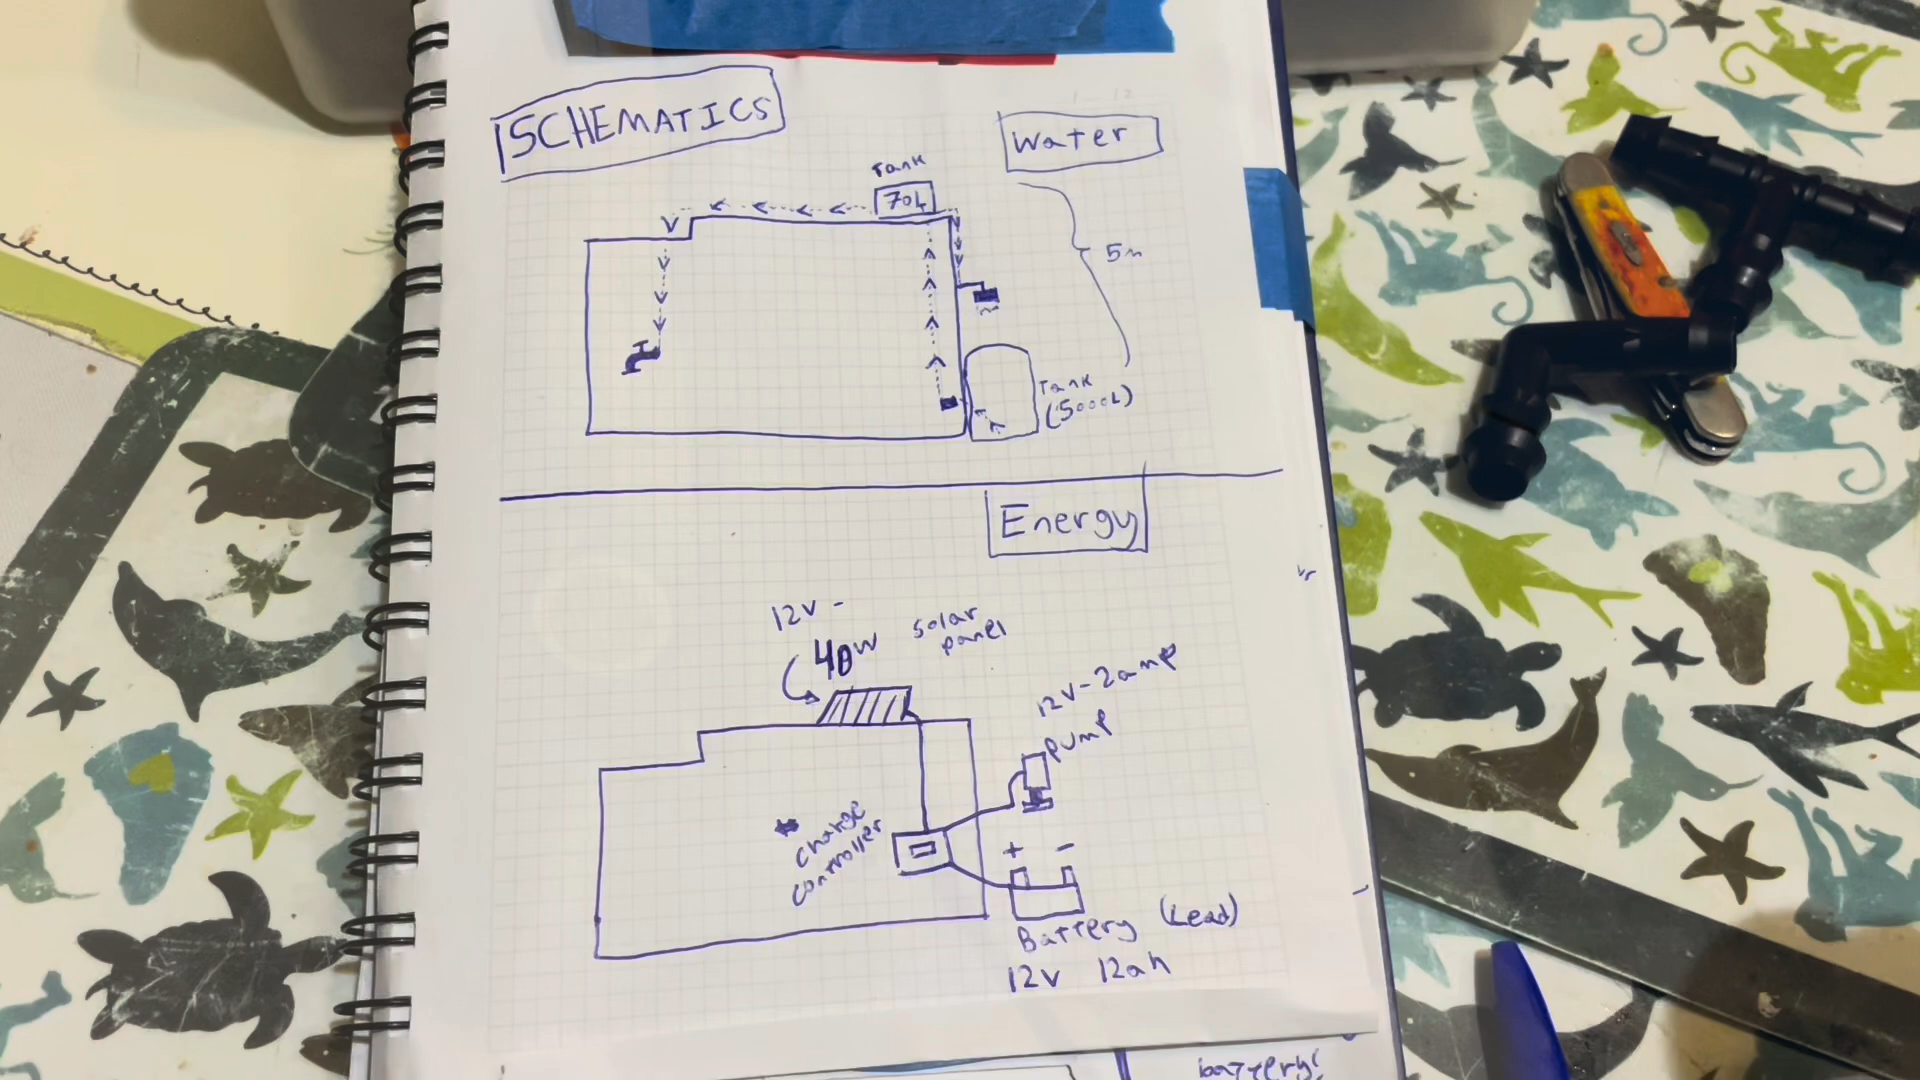 SCHEMATICS
Water
Tank
70L
5m
Tank
(5000L)
Energy
12V -
40W
solar
panel
12V-2amp
pump
* charge
controller
+ -
Battery (Lead)
12V 12ah
battery